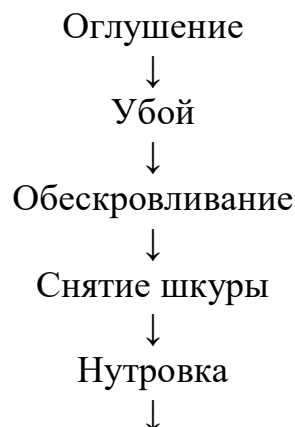 Оглушение
↓
Убой
↓
Обескровливание
↓
Снятие шкуры
↓
Нутровка
↓